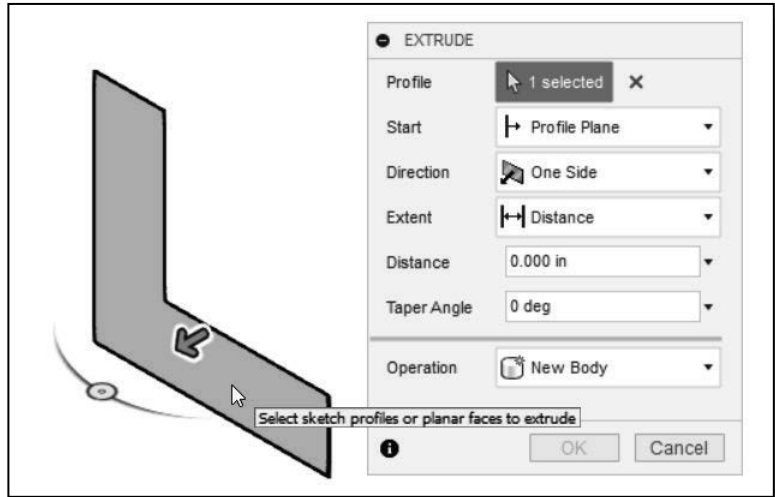 EXTRUDE
Profile 1 selected
Start Profile Plane
Direction One Side
Extent Distance
Distance 0.000 in
Taper Angle 0 deg
Operation New Body
Select sketch profiles or planar faces to extrude
OK Cancel